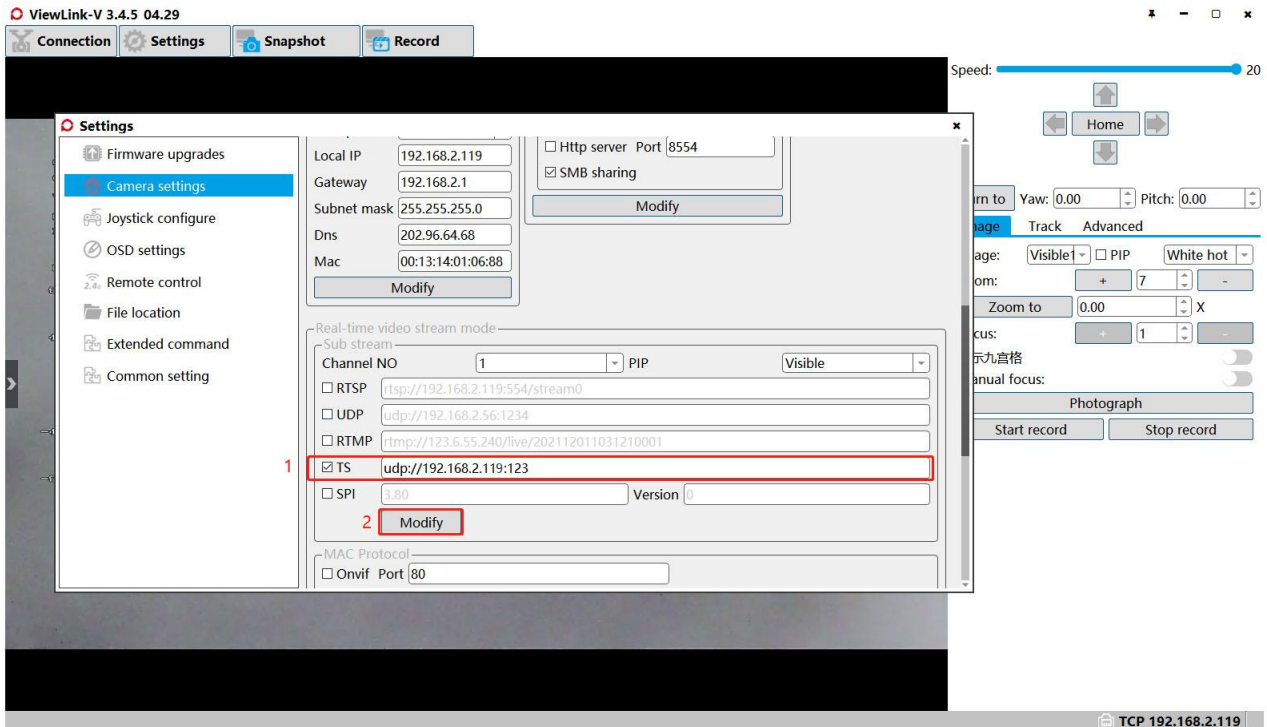 ViewLink-V 3.4.5 04.29
Connection Settings Snapshot Record
Speed: 20
Home
Settings
Firmware upgrades
Camera settings
Joystick configure
OSD settings
Remote control
File location
Extended command
Common setting
Local IP 192.168.2.119
Gateway 192.168.2.1
Subnet mask 255.255.255.0
Dns 202.96.64.68
Mac 00:13:14:01:06:88
Modify
Http server Port 8554
SMB sharing
Modify
Real-time video stream mode
Sub stream
Channel NO 1 PIP Visible
RTSP rtsp://192.168.2.119:554/stream0
UDP udp://192.168.2.56:1234
RTMP rtmp://123.6.55.240/live/202112011031210001
1 TS udp://192.168.2.119:123
SPI 3.80 Version 0
2 Modify
MAC Protocol
Onvif Port 80
rn to Yaw: 0.00 Pitch: 0.00
nage Track Advanced
age: Visible1 PIP White hot
om: + 7 -
Zoom to 0.00 X
cus: + 1 -
示九宫格
anual focus:
Photograph
Start record Stop record
TCP 192.168.2.119